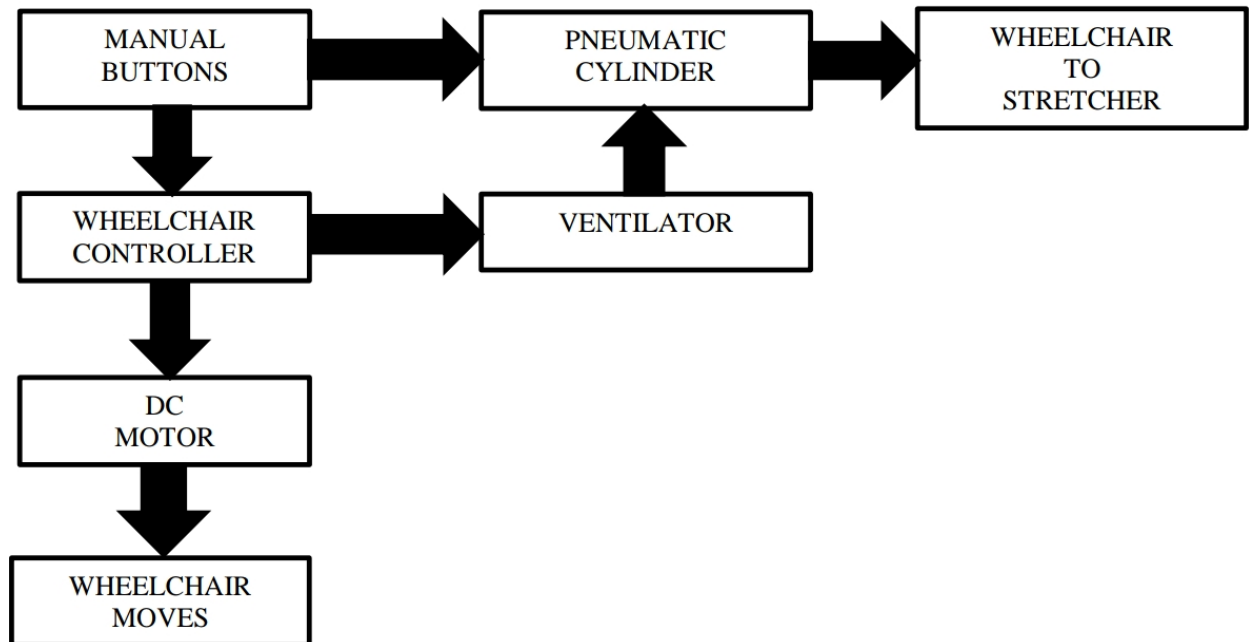 MANUAL
BUTTONS
PNEUMATIC
CYLINDER
WHEELCHAIR
TO
STRETCHER
WHEELCHAIR
CONTROLLER
VENTILATOR
DC
MOTOR
WHEELCHAIR
MOVES